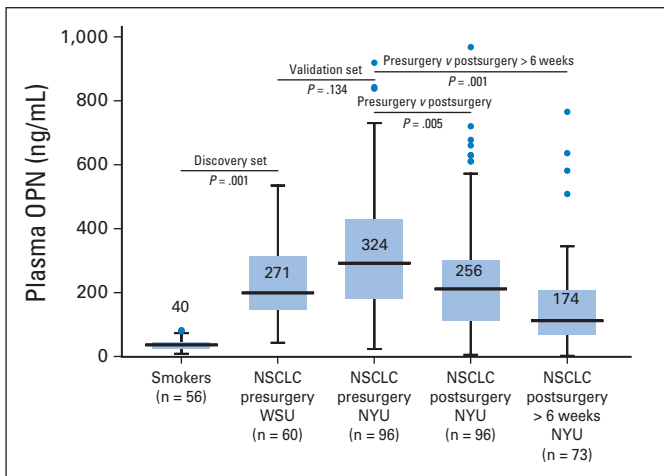 1,000
800
600
400
200
0
Plasma OPN (ng/mL)
Validation set
P = .134
Presurgery v postsurgery > 6 weeks
P = .001
Presurgery v postsurgery
P = .005
Discovery set
P = .001
40
271
324
256
174
Smokers
(n = 56)
NSCLC
presurgery
WSU
(n = 60)
NSCLC
presurgery
NYU
(n = 96)
NSCLC
postsurgery
NYU
(n = 96)
NSCLC
postsurgery
> 6 weeks
NYU
(n = 73)